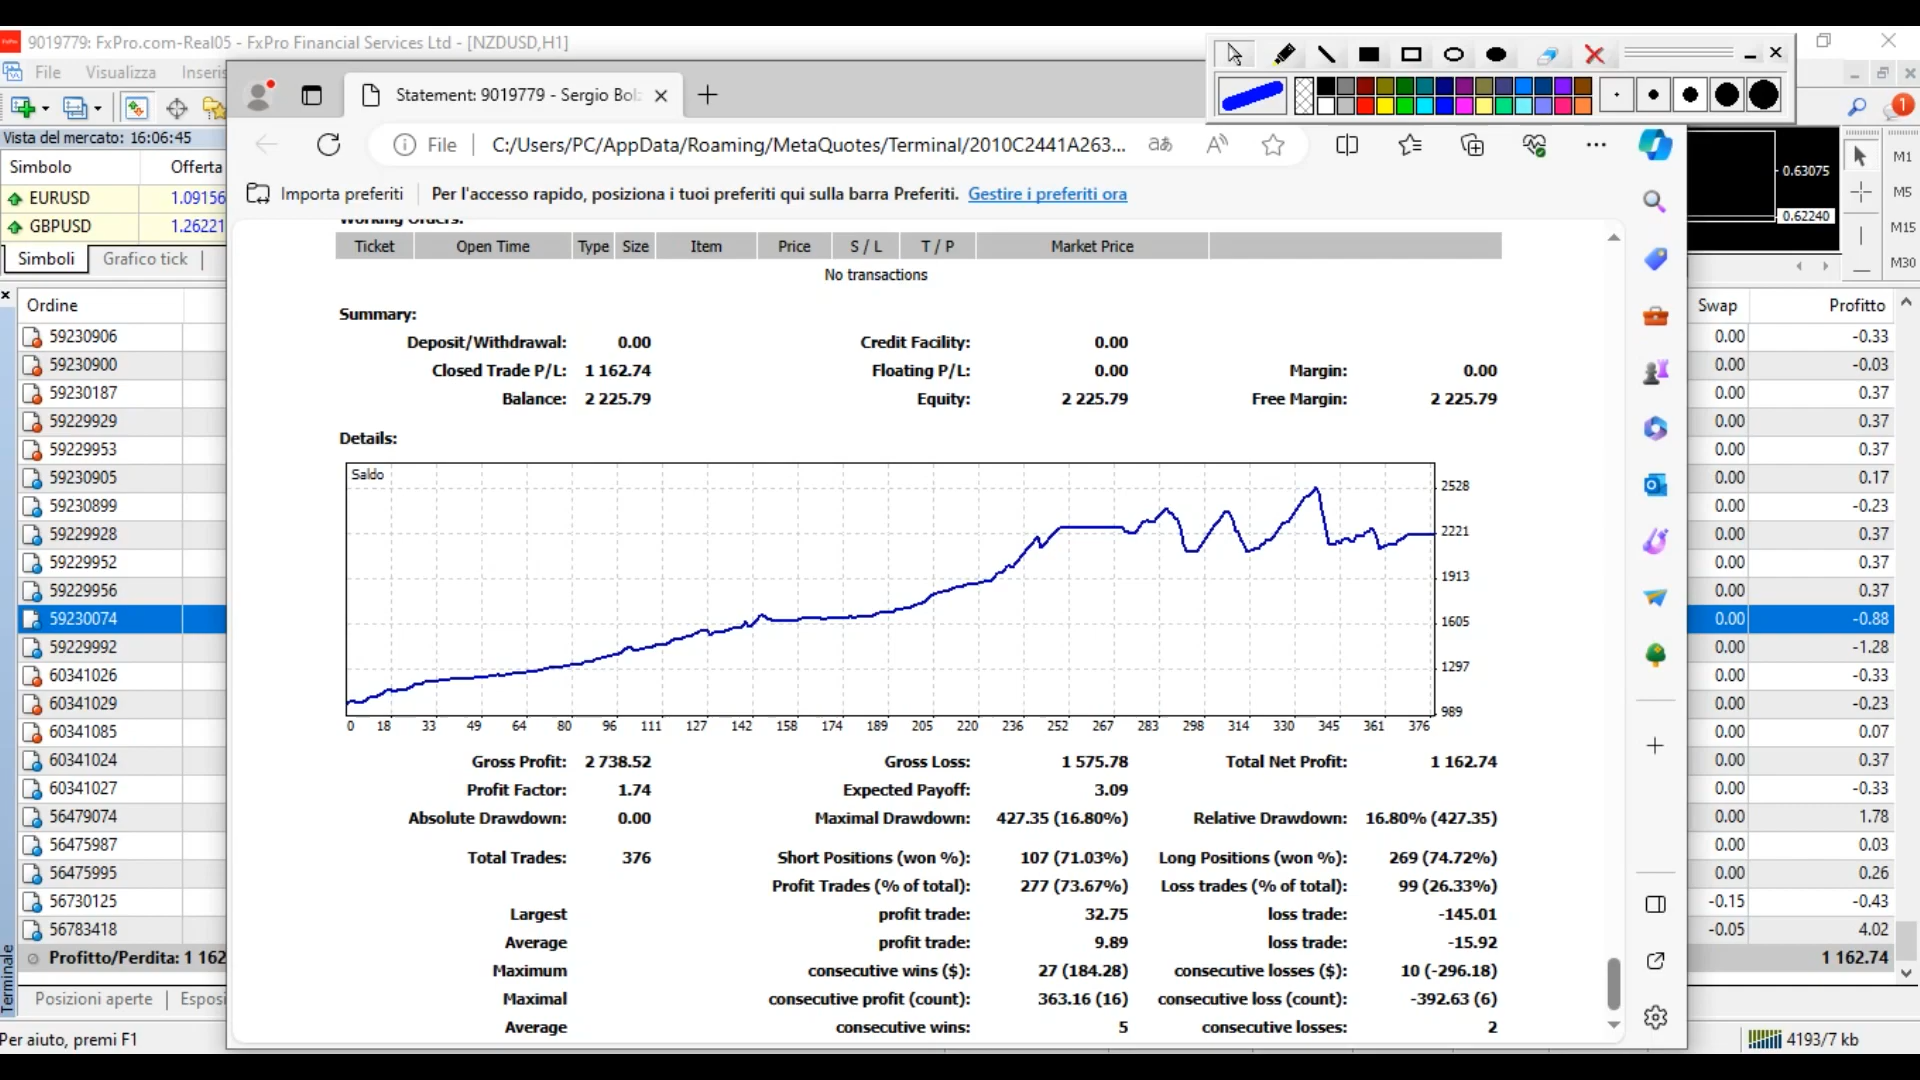 9019779: FxPro.com-Real05 - FxPro Financial Services Ltd - [NZDUSD,H1]
File Visualizza Inseris
Statement: 9019779 - Sergio Bol
Vista del mercato: 16:06:45
File C:/Users/PC/AppData/Roaming/MetaQuotes/Terminal/2010C2441A263...
Simbolo Offerta
EURUSD 1.09156
GBPUSD 1.26221
Simboli Grafico tick
Importa preferiti Per l'accesso rapido, posiziona i tuoi preferiti qui sulla barra Preferiti. Gestire i preferiti ora
0.63075
0.62240
M1
M5
M15
M30
1
Working Orders:
Ticket Open Time Type Size Item Price S / L T / P Market Price
No transactions
Summary:
Deposit/Withdrawal: 0.00 Credit Facility: 0.00
Closed Trade P/L: 1 162.74 Floating P/L: 0.00 Margin: 0.00
Balance: 2 225.79 Equity: 2 225.79 Free Margin: 2 225.79
Details:
Saldo
2528
2221
1913
1605
1297
989
0 18 33 49 64 80 96 111 127 142 158 174 189 205 220 236 252 267 283 298 314 330 345 361 376
Gross Profit: 2 738.52 Gross Loss: 1 575.78 Total Net Profit: 1 162.74
Profit Factor: 1.74 Expected Payoff: 3.09
Absolute Drawdown: 0.00 Maximal Drawdown: 427.35 (16.80%) Relative Drawdown: 16.80% (427.35)
Total Trades: 376 Short Positions (won %): 107 (71.03%) Long Positions (won %): 269 (74.72%)
Profit Trades (% of total): 277 (73.67%) Loss trades (% of total): 99 (26.33%)
Largest profit trade: 32.75 loss trade: -145.01
Average profit trade: 9.89 loss trade: -15.92
Maximum consecutive wins ($): 27 (184.28) consecutive losses ($): 10 (-296.18)
Maximal consecutive profit (count): 363.16 (16) consecutive loss (count): -392.63 (6)
Average consecutive wins: 5 consecutive losses: 2
Ordine Swap Profitto
59230906 0.00 -0.33
59230900 0.00 -0.03
59230187 0.00 0.37
59229929 0.00 0.37
59229953 0.00 0.37
59230905 0.00 0.17
59230899 0.00 -0.23
59229928 0.00 0.37
59229952 0.00 0.37
59229956 0.00 0.37
59230074 0.00 -0.88
59229992 0.00 -1.28
60341026 0.00 -0.33
60341029 0.00 -0.23
60341085 0.00 0.07
60341024 0.00 0.37
60341027 0.00 -0.33
56479074 0.00 1.78
56475987 0.00 0.03
56475995 0.00 0.26
56730125 -0.15 -0.43
56783418 -0.05 4.02
Profitto/Perdita: 1 162 1 162.74
Terminale
Posizioni aperte Esposi
Per aiuto, premi F1
4193/7 kb